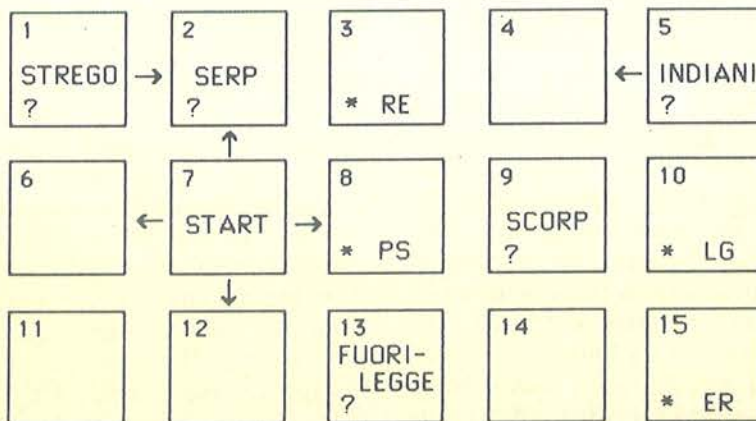 1 2 3 4 5
STREGO → SERP ← INDIANI
? ? * RE ?
↑
6 7 8 9 10
← START → SCORP
* PS ? * LG
↓
11 12 13 14 15
FUORI-
LEGGE
? * ER